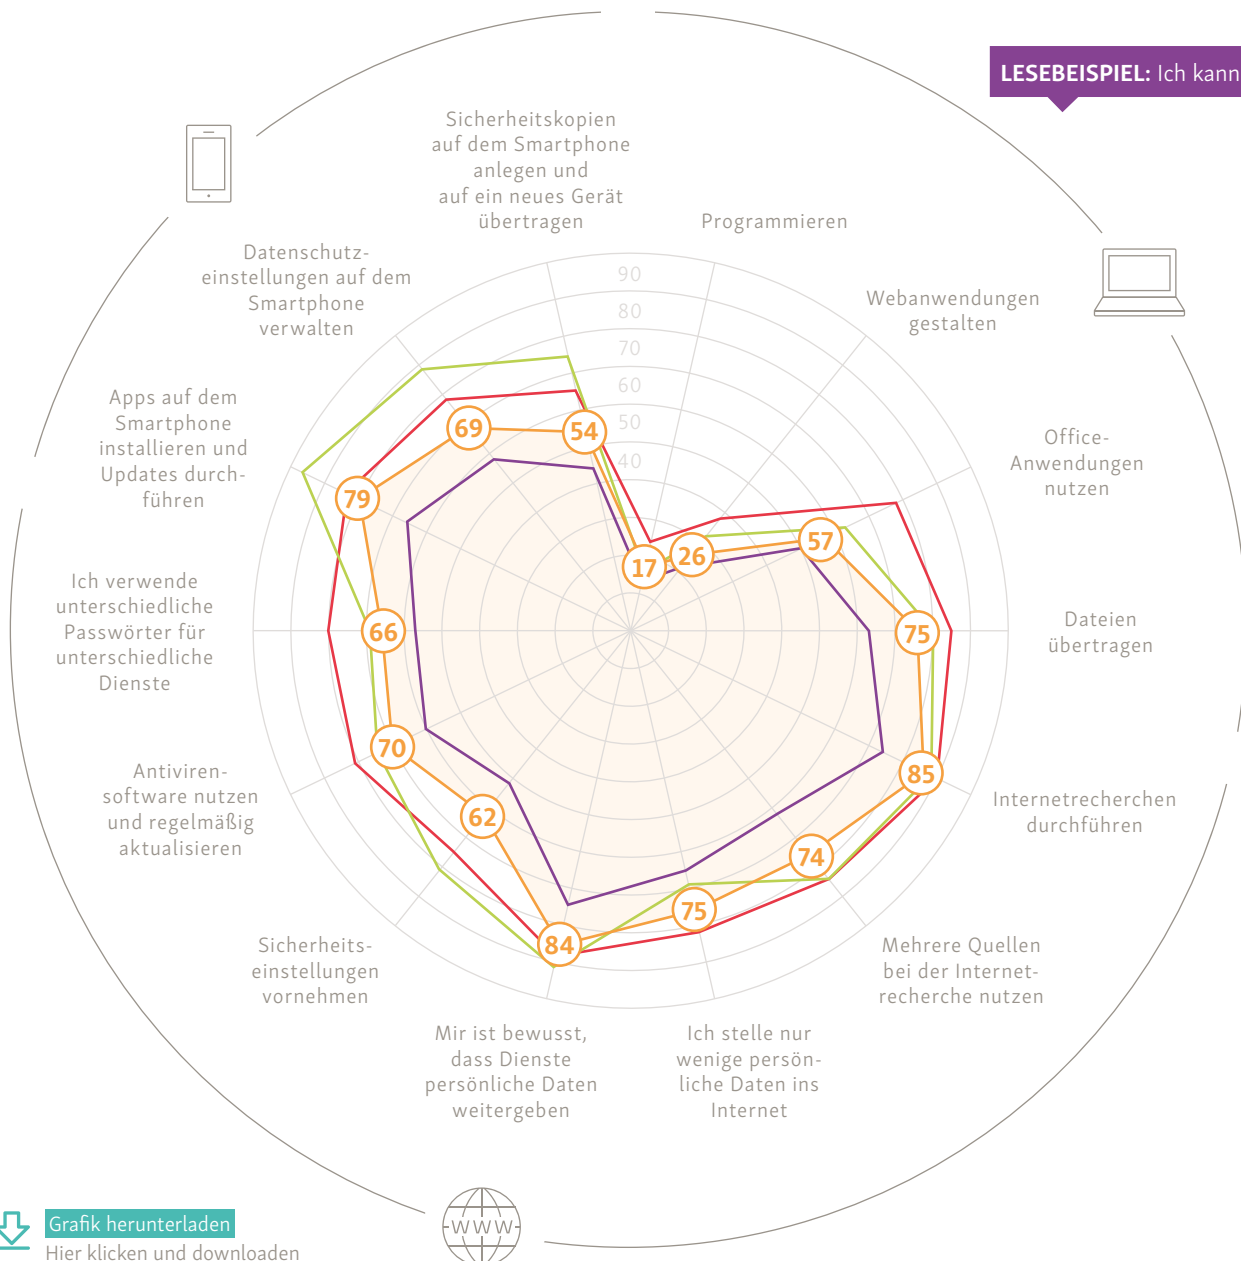 LESEBEISPIEL: Ich kann
Sicherheitskopien
auf dem Smartphone
anlegen und
auf ein neues Gerät
übertragen
Programmieren
Webanwendungen
gestalten
Office-
Anwendungen
nutzen
Dateien
übertragen
Internetrecherchen
durchführen
Mehrere Quellen
bei der Internet-
recherche nutzen
Ich stelle nur
wenige persön-
liche Daten ins
Internet
Mir ist bewusst,
dass Dienste
persönliche Daten
weitergeben
Sicherheits-
einstellungen
vornehmen
Antiviren-
software nutzen
und regelmäßig
aktualisieren
Ich verwende
unterschiedliche
Passwörter für
unterschiedliche
Dienste
Apps auf dem
Smartphone
installieren und
Updates durch-
führen
Datenschutz-
einstellungen auf dem
Smartphone
verwalten
90
80
70
60
50
40
54
17
26
57
75
85
74
75
84
62
70
66
79
69
WWW
Grafik herunterladen
Hier klicken und downloaden